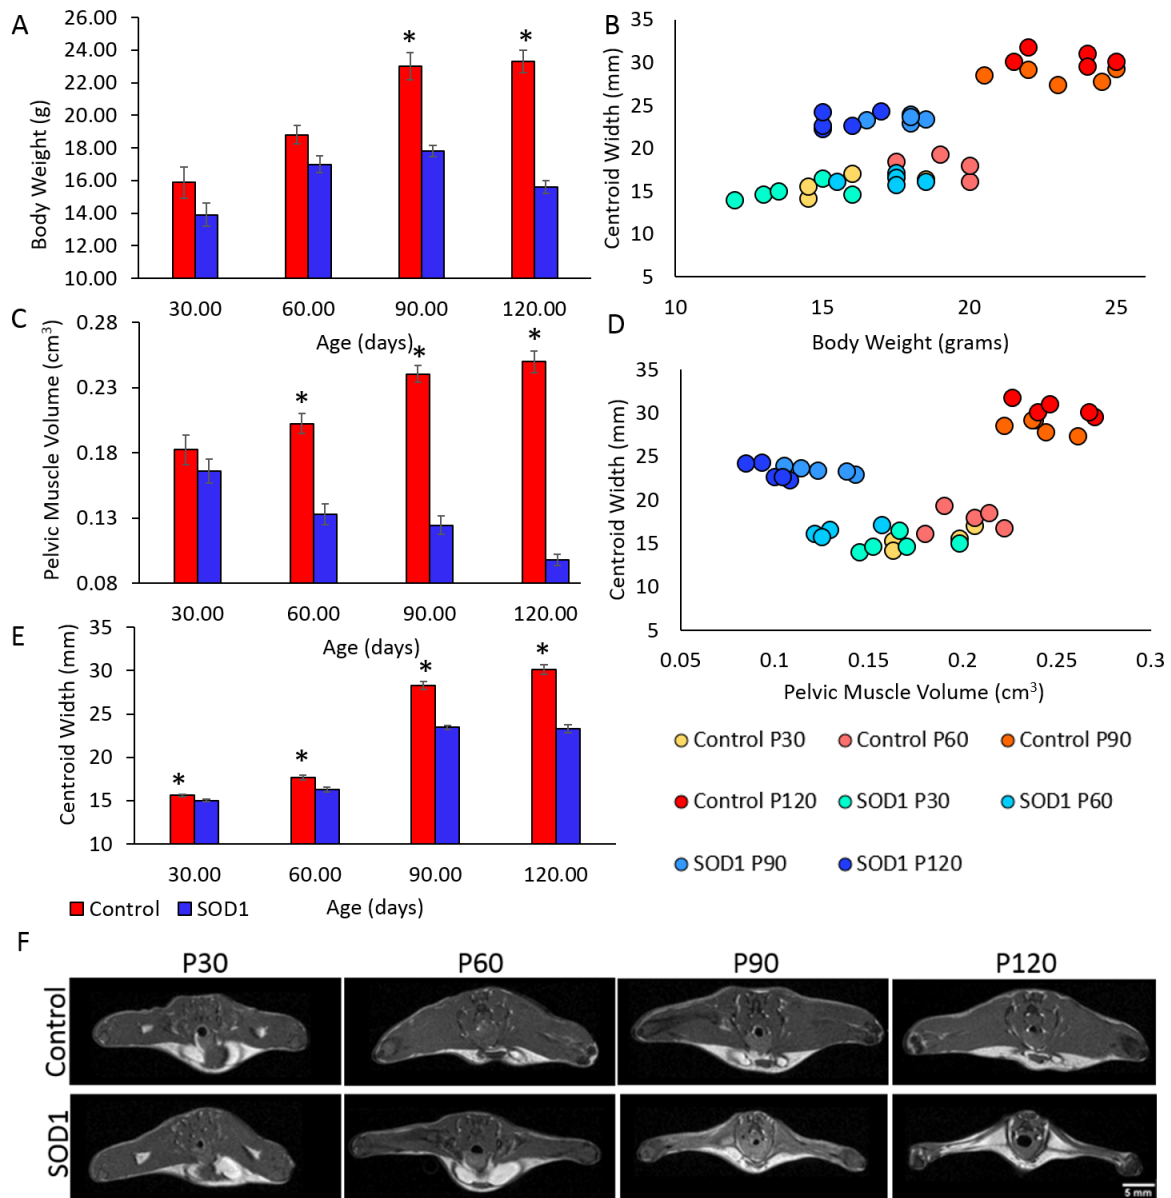 A
Body Weight (g)
26.00
24.00
22.00
20.00
18.00
16.00
14.00
12.00
10.00
* *
30.00 60.00 90.00 120.00
Age (days)
B
Centroid Width (mm)
35
30
25
20
15
10
5
10 15 20 25
Body Weight (grams)
C
Pelvic Muscle Volume (cm³)
0.28
0.23
0.18
0.13
0.08
* * *
30.00 60.00 90.00 120.00
Age (days)
D
Centroid Width (mm)
35
30
25
20
15
10
5
0.05 0.1 0.15 0.2 0.25 0.3
Pelvic Muscle Volume (cm³)
E
Centroid Width (mm)
35
30
25
20
15
10
* * * *
30.00 60.00 90.00 120.00
Age (days)
Control SOD1
Control P30 Control P60 Control P90
Control P120 SOD1 P30 SOD1 P60
SOD1 P90 SOD1 P120
F
P30 P60 P90 P120
Control
SOD1
5 mm